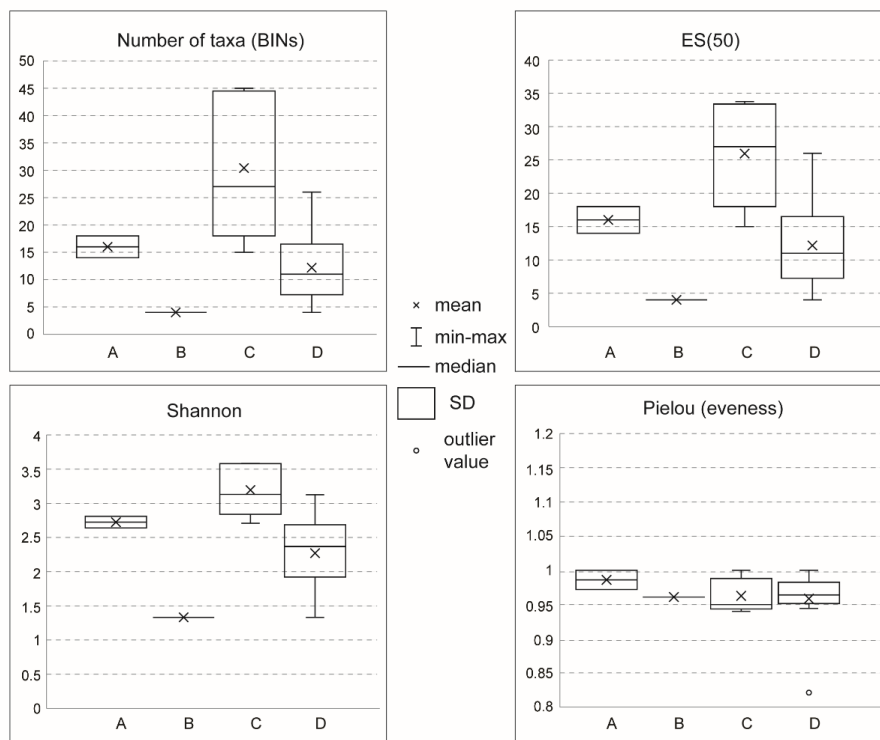 Number of taxa (BINs)
50
45
40
35
30
25
20
15
10
5
0
A B C D
ES(50)
40
35
30
25
20
15
10
5
0
A B C D
× mean
min-max
median
SD
outlier
value
Shannon
4
3.5
3
2.5
2
1.5
1
0.5
0
A B C D
Pielou (eveness)
1.2
1.15
1.1
1.05
1
0.95
0.9
0.85
0.8
A B C D